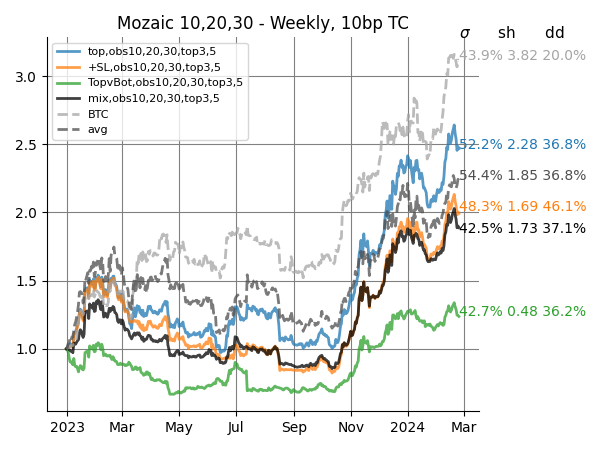 Mozaic 10,20,30 - Weekly, 10bp TC
σ sh dd
top,obs10,20,30,top3,5
+SL,obs10,20,30,top3,5
TopvBot,obs10,20,30,top3,5
mix,obs10,20,30,top3,5
BTC
avg
43.9% 3.82 20.0%
52.2% 2.28 36.8%
54.4% 1.85 36.8%
48.3% 1.69 46.1%
42.5% 1.73 37.1%
42.7% 0.48 36.2%
3.0
2.5
2.0
1.5
1.0
2023 Mar May Jul Sep Nov 2024 Mar